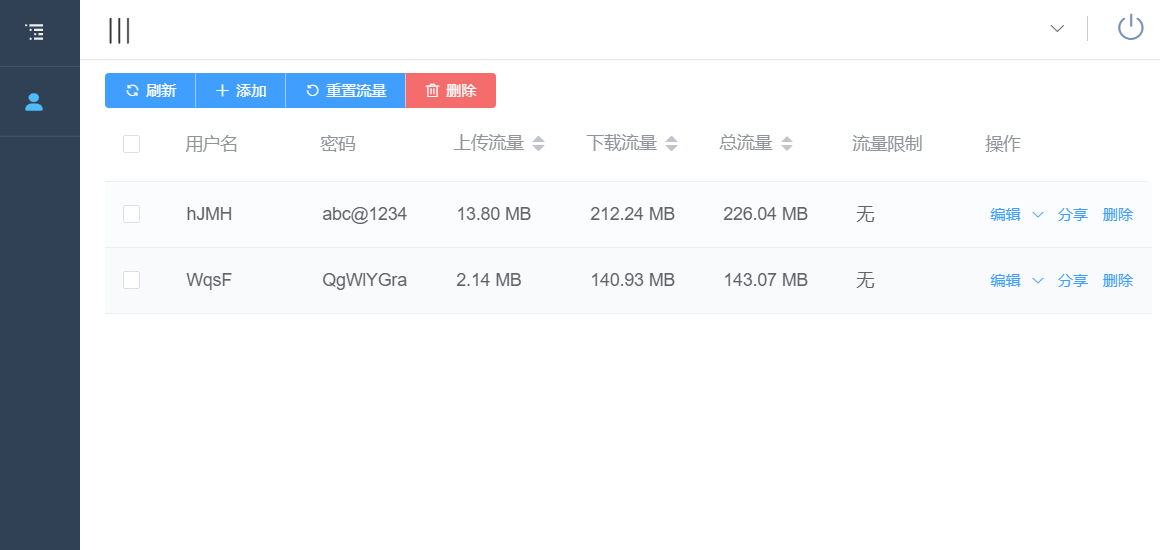 刷新 添加 重置流量 删除
用户名 密码 上传流量 下载流量 总流量 流量限制 操作
hJMH abc@1234 13.80 MB 212.24 MB 226.04 MB 无 编辑 分享 删除
WqsF QgWlYGra 2.14 MB 140.93 MB 143.07 MB 无 编辑 分享 删除